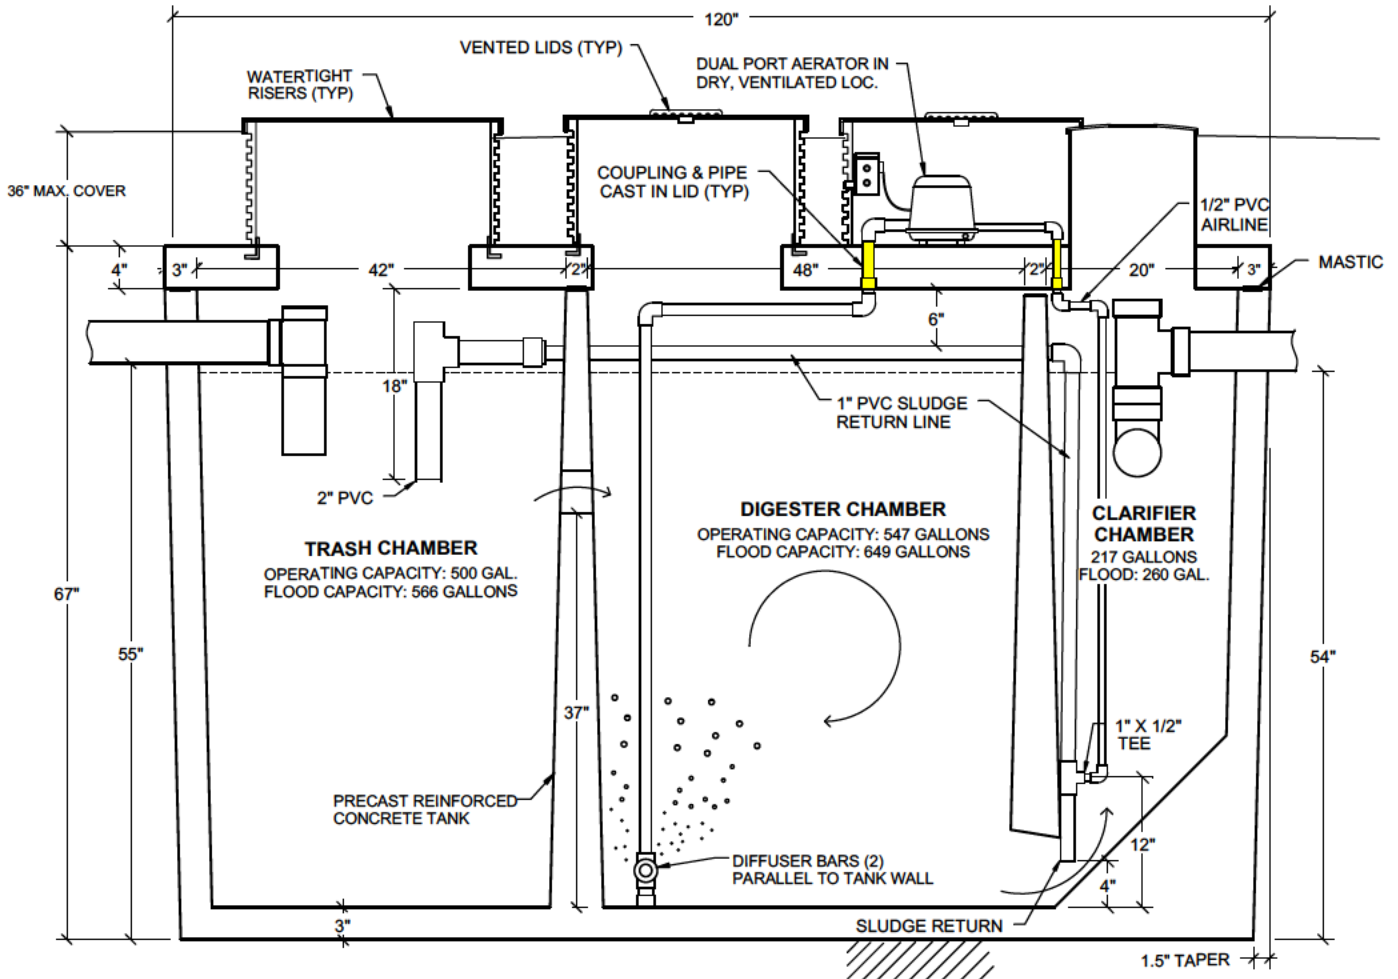 120"
VENTED LIDS (TYP)
DUAL PORT AERATOR IN
DRY, VENTILATED LOC.
WATERTIGHT
RISERS (TYP)
COUPLING & PIPE
CAST IN LID (TYP)
36" MAX. COVER
1/2" PVC
AIRLINE
MASTIC
4"
3"
42"
2"
48"
2"
20"
3"
6"
18"
1" PVC SLUDGE
RETURN LINE
2" PVC
TRASH CHAMBER
OPERATING CAPACITY: 500 GAL.
FLOOD CAPACITY: 566 GALLONS
DIGESTER CHAMBER
OPERATING CAPACITY: 547 GALLONS
FLOOD CAPACITY: 649 GALLONS
CLARIFIER
CHAMBER
217 GALLONS
FLOOD: 260 GAL.
67"
55"
54"
37"
1" X 1/2"
TEE
PRECAST REINFORCED
CONCRETE TANK
12"
DIFFUSER BARS (2)
PARALLEL TO TANK WALL
4"
3"
SLUDGE RETURN
1.5" TAPER